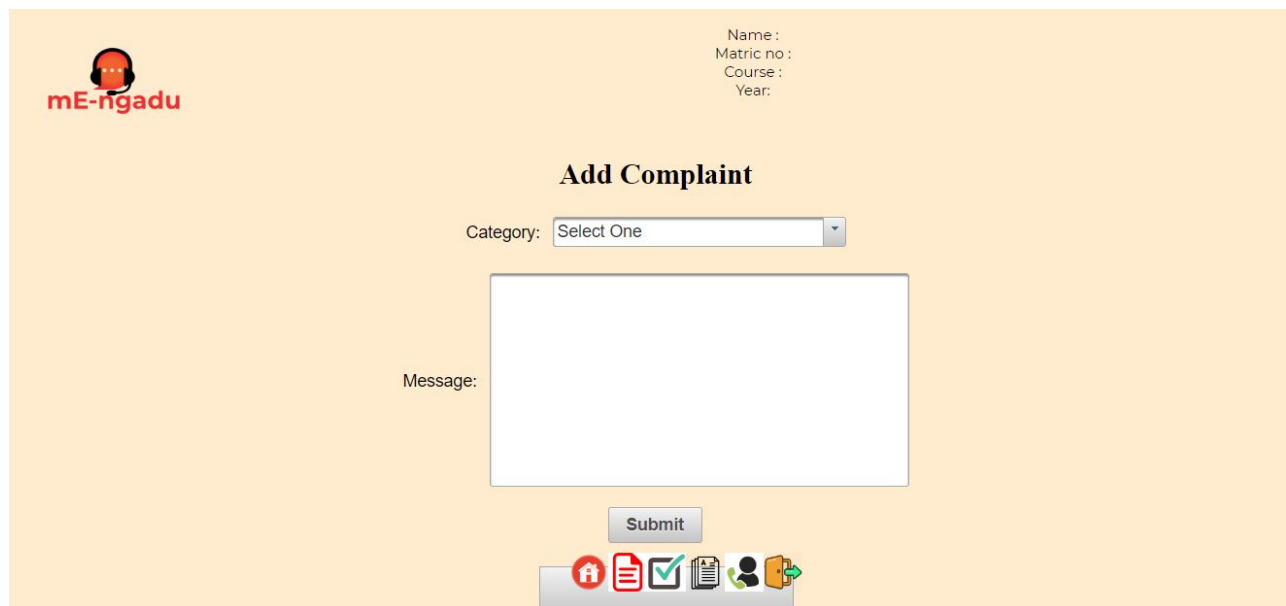 mE-ngadu
Name :
Matric no :
Course :
Year:
Add Complaint
Category: Select One
Message:
Submit